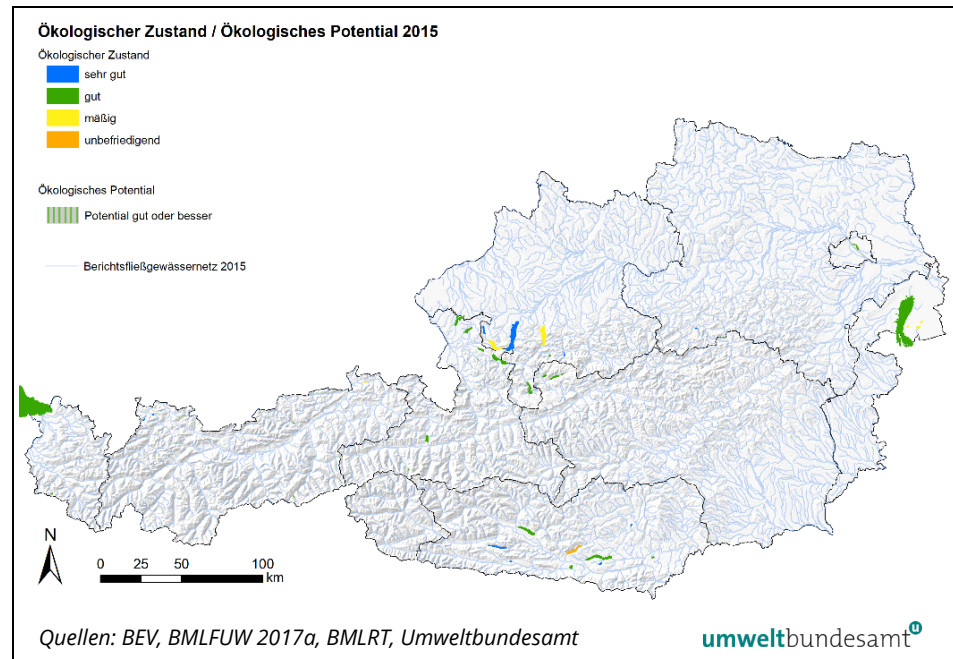 Ökologischer Zustand / Ökologisches Potential 2015
Ökologischer Zustand
sehr gut
gut
mäßig
unbefriedigend
Ökologisches Potential
Potential gut oder besser
Berichtsfließgewässernetz 2015
N
0 25 50 100
km
Quellen: BEV, BMLFUW 2017a, BMLRT, Umweltbundesamt
umweltbundesamt u